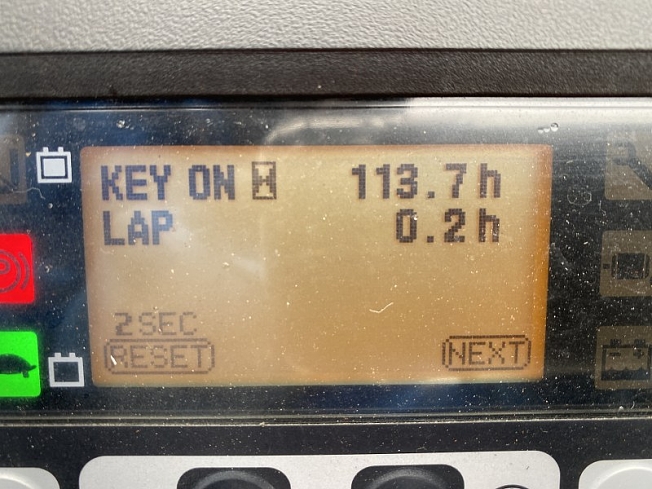 KEY ON 113.7h
LAP 0.2h
2SEC
RESET NEXT